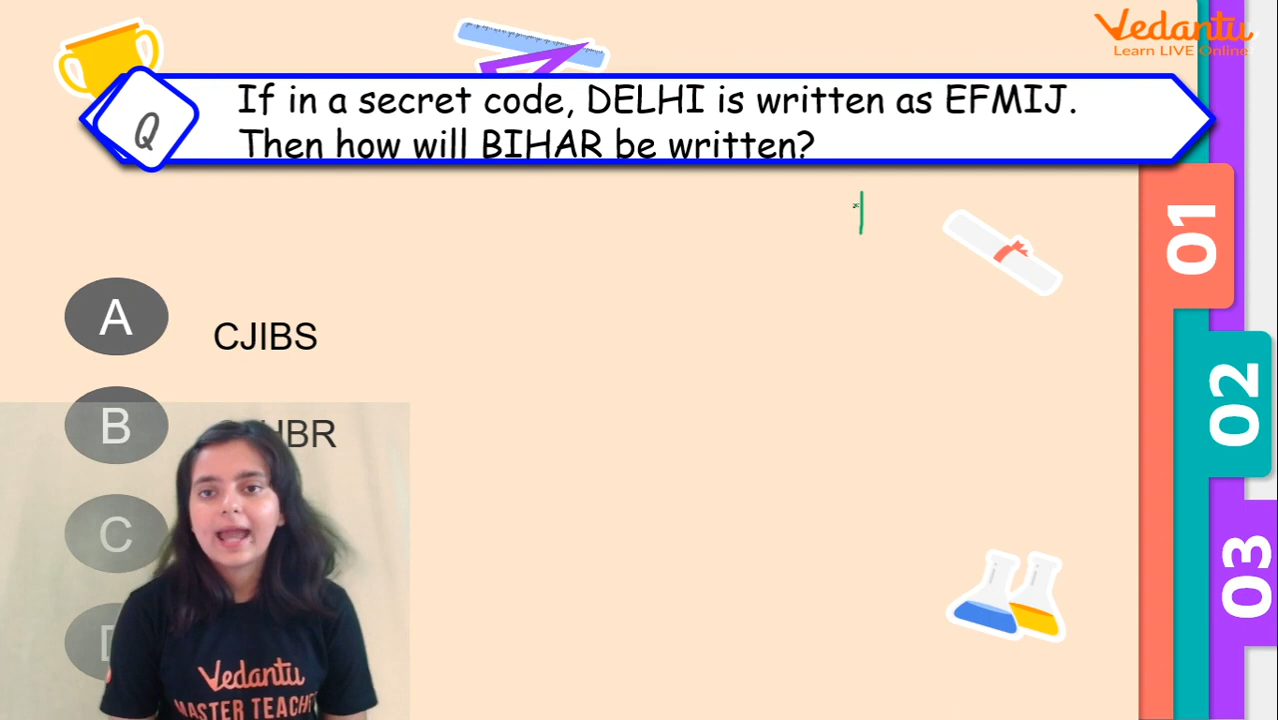 Vedantu
Learn LIVE Online
Q
If in a secret code, DELHI is written as EFMIJ.
Then how will BIHAR be written?
01
A
CJIBS
02
B
C
03
Vedantu
MASTER TEACHER